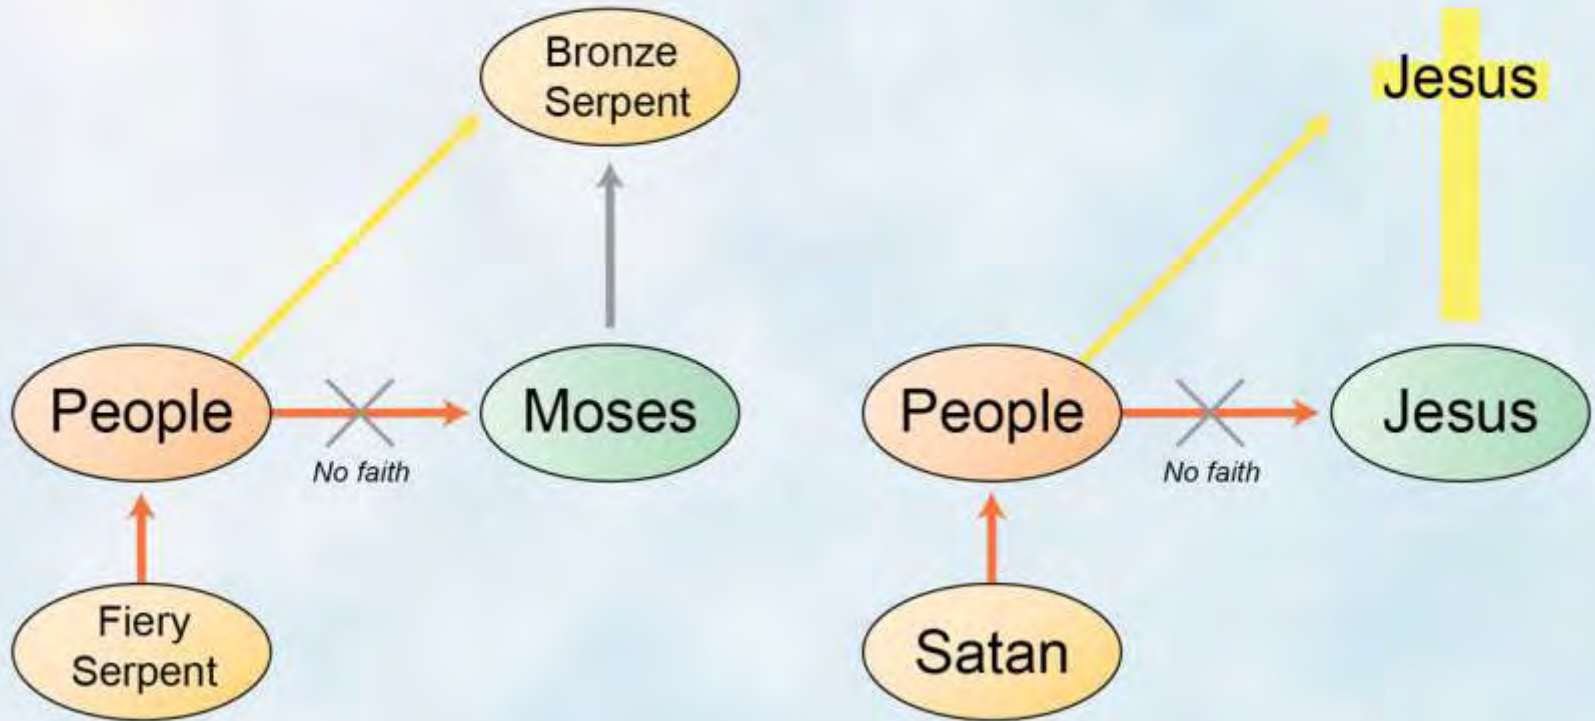 Bronze
Serpent
People
No faith
Moses
Fiery
Serpent
Jesus
People
No faith
Jesus
Satan